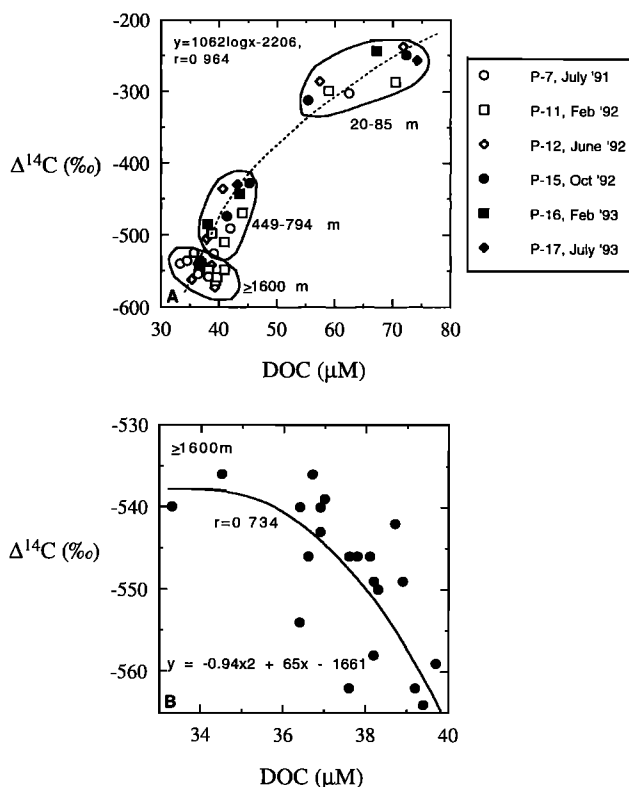 -200
-300
-400
-500
-600
Δ14C (‰)
y=1062logx-2206,
r=0 964
20-85 m
449-794 m
≥1600 m
A
30 40 50 60 70 80
DOC (μM)
P-7, July '91
P-11, Feb '92
P-12, June '92
P-15, Oct '92
P-16, Feb '93
P-17, July '93
-530
-540
-550
-560
Δ14C (‰)
≥1600m
r=0 734
y = -0.94x2 + 65x - 1661
B
34 36 38 40
DOC (μM)